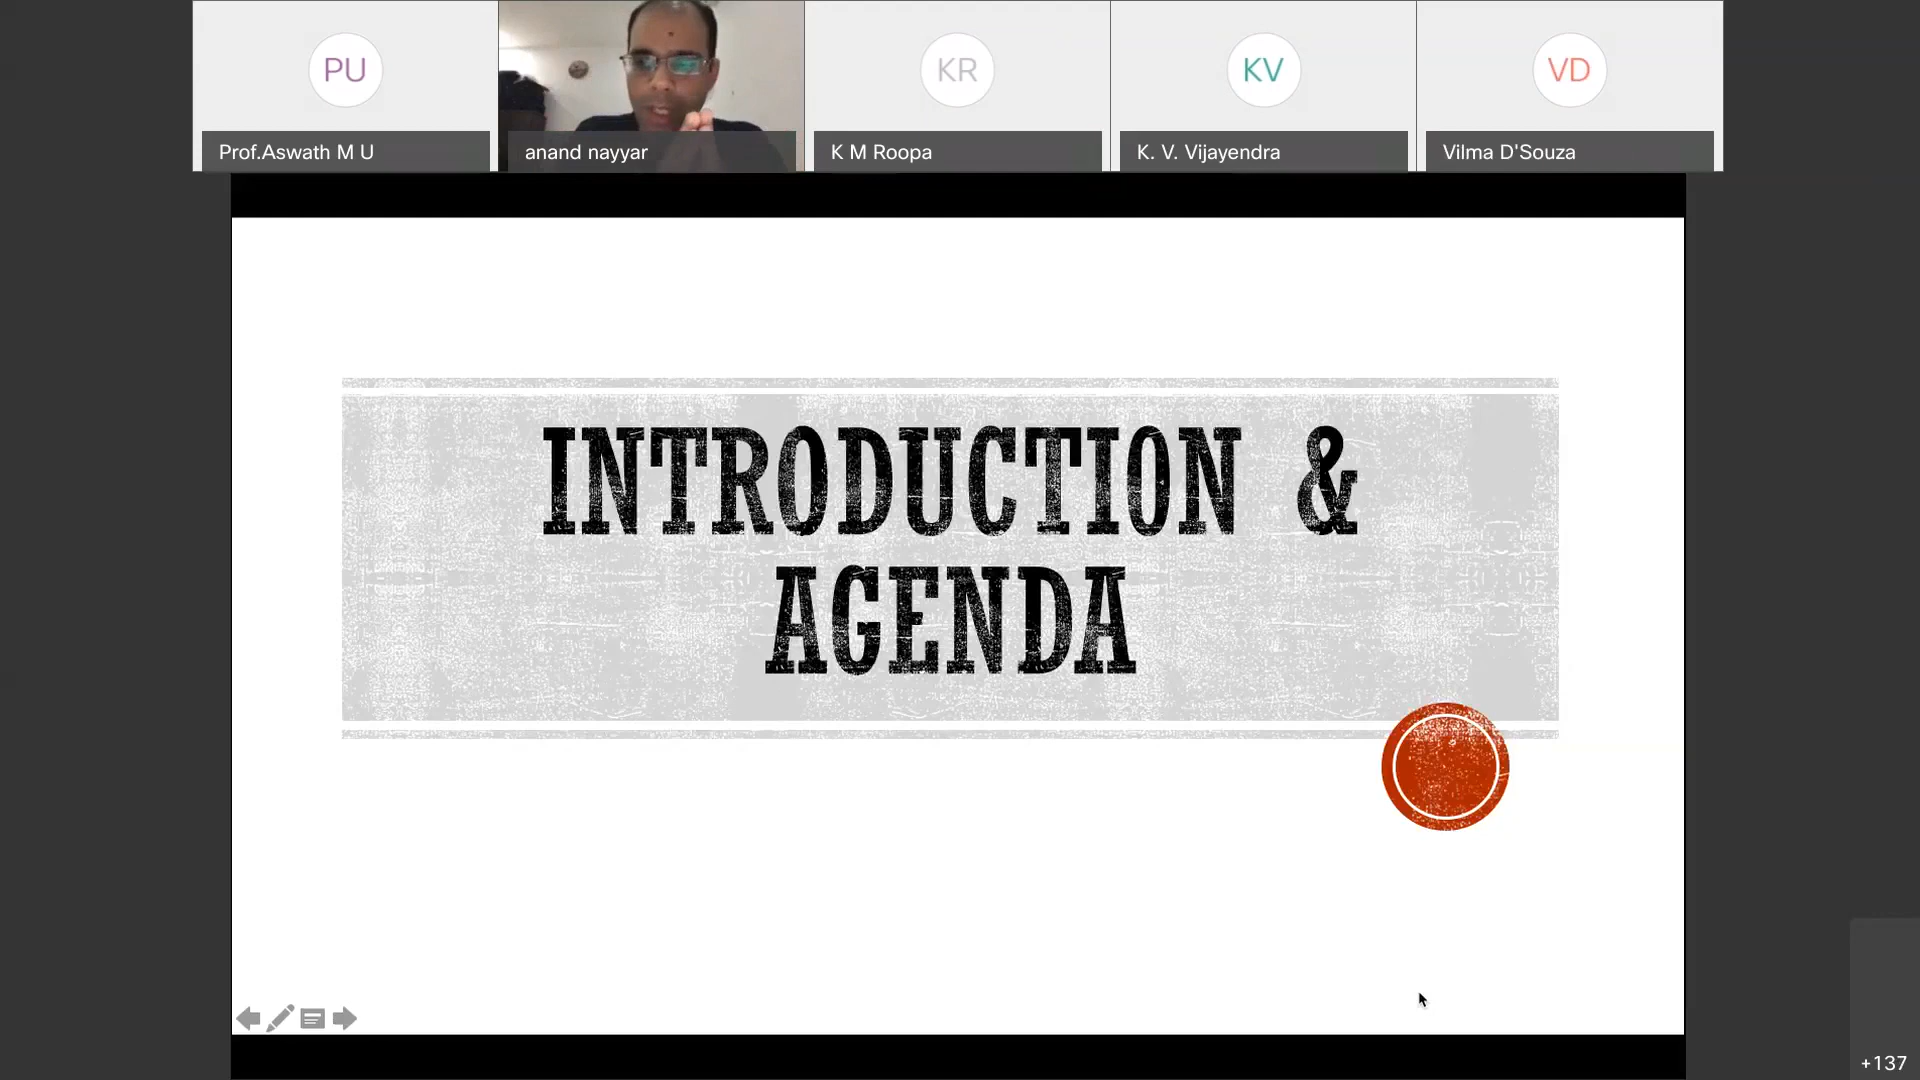 PU
KR
KV
VD
Prof.Aswath M U
anand nayyar
K M Roopa
K. V. Vijayendra
Vilma D'Souza
INTRODUCTION &
AGENDA
+137